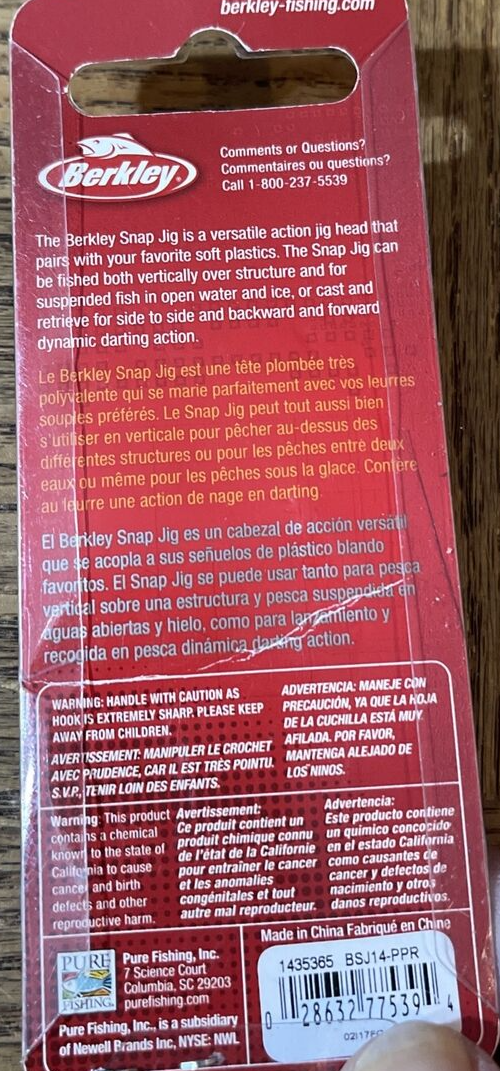 berkley-fishing.com
Berkley
Comments or Questions?
Commentaires ou questions?
Call 1-800-237-5539
The Berkley Snap Jig is a versatile action jig head that
pairs with your favorite soft plastics. The Snap Jig can
be fished both vertically over structure and for
suspended fish in open water and ice, or cast and
retrieve for side to side and backward and forward
dynamic darting action.
Le Berkley Snap Jig est une tête plombée très
polyvalente qui se marie parfaitement avec vos leurres
souples préférés. Le Snap Jig peut tout aussi bien
s'utiliser en verticale pour pêcher au-dessus des
différentes structures ou pour les pêches entre deux
eaux ou même pour les pêches sous la glace. Confère
au leurre une action de nage en darting.
El Berkley Snap Jig es un cabezal de acción versátil
que se acopla a sus señuelos de plástico blando
favoritos. El Snap Jig se puede usar tanto para pesca
vertical sobre una estructura y pesca suspendida en
aguas abiertas y hielo, como para lanzamiento y
recogida en pesca dinámica darting action.
WARNING: HANDLE WITH CAUTION AS
HOOK IS EXTREMELY SHARP. PLEASE KEEP
AWAY FROM CHILDREN.
AVERTISSEMENT: MANIPULER LE CROCHET
AVEC PRUDENCE, CAR IL EST TRÈS POINTU.
S.V.P., TENIR LOIN DES ENFANTS.
ADVERTENCIA: MANEJE CON
PRECAUCIÓN, YA QUE LA HOJA
DE LA CUCHILLA ESTÁ MUY
AFILADA. POR FAVOR,
MANTENGA ALEJADO DE
LOS NINOS.
Warning: This product
contains a chemical
known to the state of
California to cause
cancer and birth
defects and other
reproductive harm.
Avertissement:
Ce produit contient un
produit chimique connu
de l'état de la Californie
pour entraîner le cancer
et les anomalies
congénitales et tout
autre mal reproducteur.
Advertencia:
Este producto contiene
un quimico concocido
en el estado California
como causantes de
cancer y defectos de
nacimiento y otros
danos reproductivos.
PURE
FISHING
Pure Fishing, Inc.
7 Science Court
Columbia, SC 29203
purefishing.com
Pure Fishing, Inc., is a subsidiary
of Newell Brands Inc, NYSE: NWL
Made in China Fabriqué en Chine
1435365 BSJ14-PPR
0 28632 77539 4